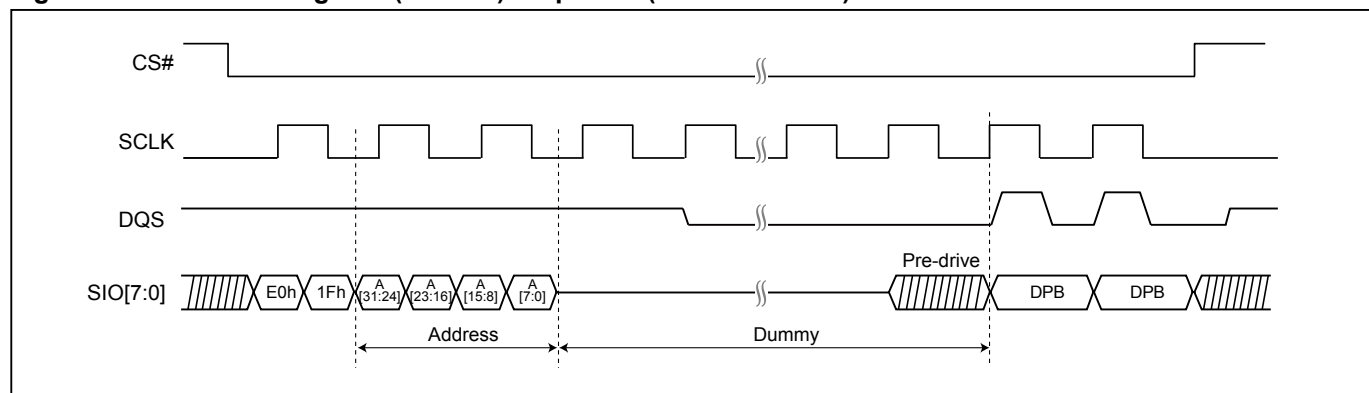 CS#
SCLK
DQS
Pre-drive
SIO[7:0] E0h 1Fh A [31:24] A [23:16] A [15:8] A [7:0] DPB DPB
Address Dummy